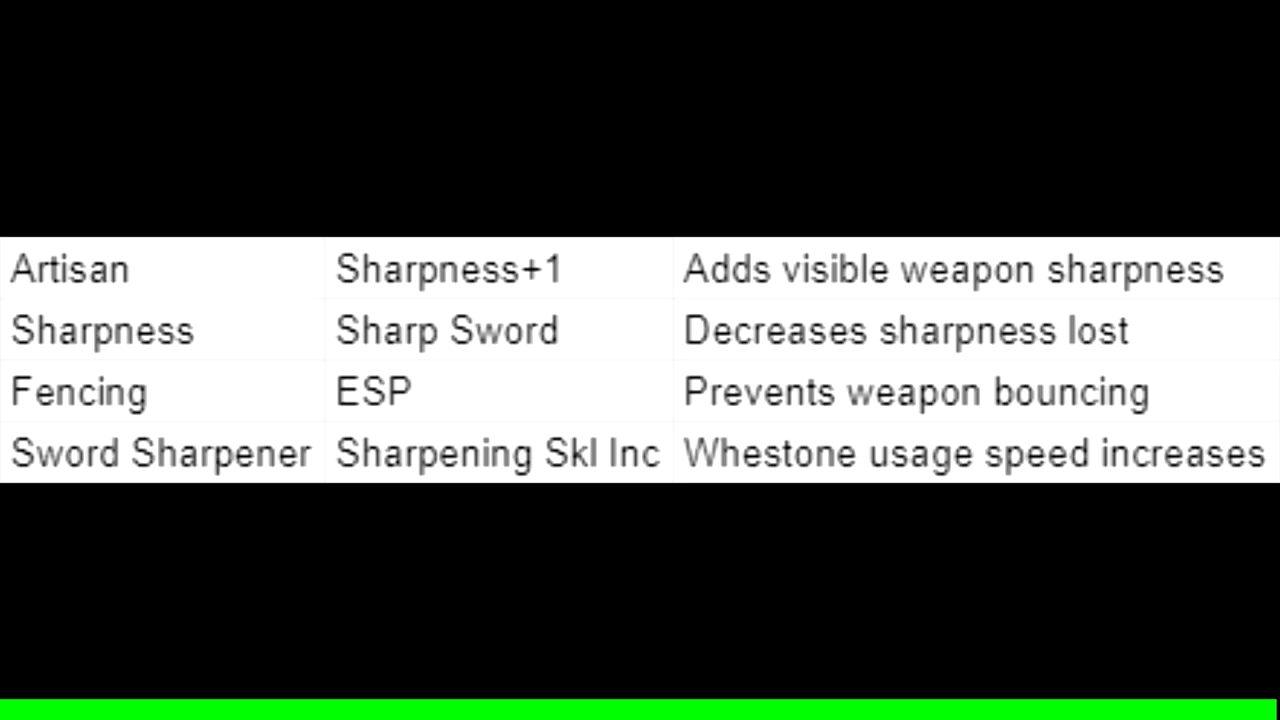 Artisan Sharpness+1 Adds visible weapon sharpness
Sharpness Sharp Sword Decreases sharpness lost
Fencing ESP Prevents weapon bouncing
Sword Sharpener Sharpening Skl Inc Whestone usage speed increases